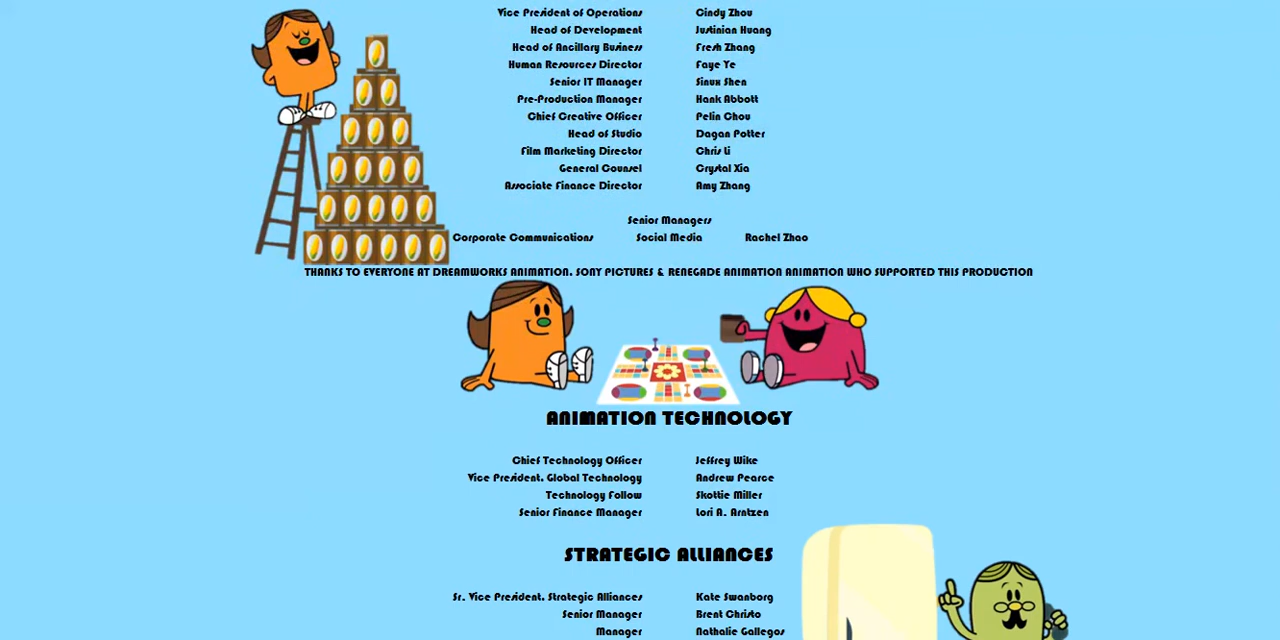 Vice President of Operations Cindy Zhou
Head of Development Justinian Huang
Head of Ancillary Business Fresh Zhang
Human Resources Director Faye Ye
Senior IT Manager Sinux Shen
Pre-Production Manager Hank Abbott
Chief Creative Officer Pelin Chou
Head of Studio Dagan Potter
Film Marketing Director Chris Li
General Counsel Crystal Xia
Associate Finance Director Amy Zhang
Senior Managers
Corporate Communications Social Media Rachel Zhao
THANKS TO EVERYONE AT DREAMWORKS ANIMATION, SONY PICTURES & RENEGADE ANIMATION ANIMATION WHO SUPPORTED THIS PRODUCTION
ANIMATION TECHNOLOGY
Chief Technology Officer Jeffrey Wike
Vice President, Global Technology Andrew Pearce
Technology Follow Skottie Miller
Senior Finance Manager Lori A. Arntzen
STRATEGIC ALLIANCES
Sr. Vice President, Strategic Alliances Kate Swanborg
Senior Manager Brent Christo
Manager Nathalie Gallegos